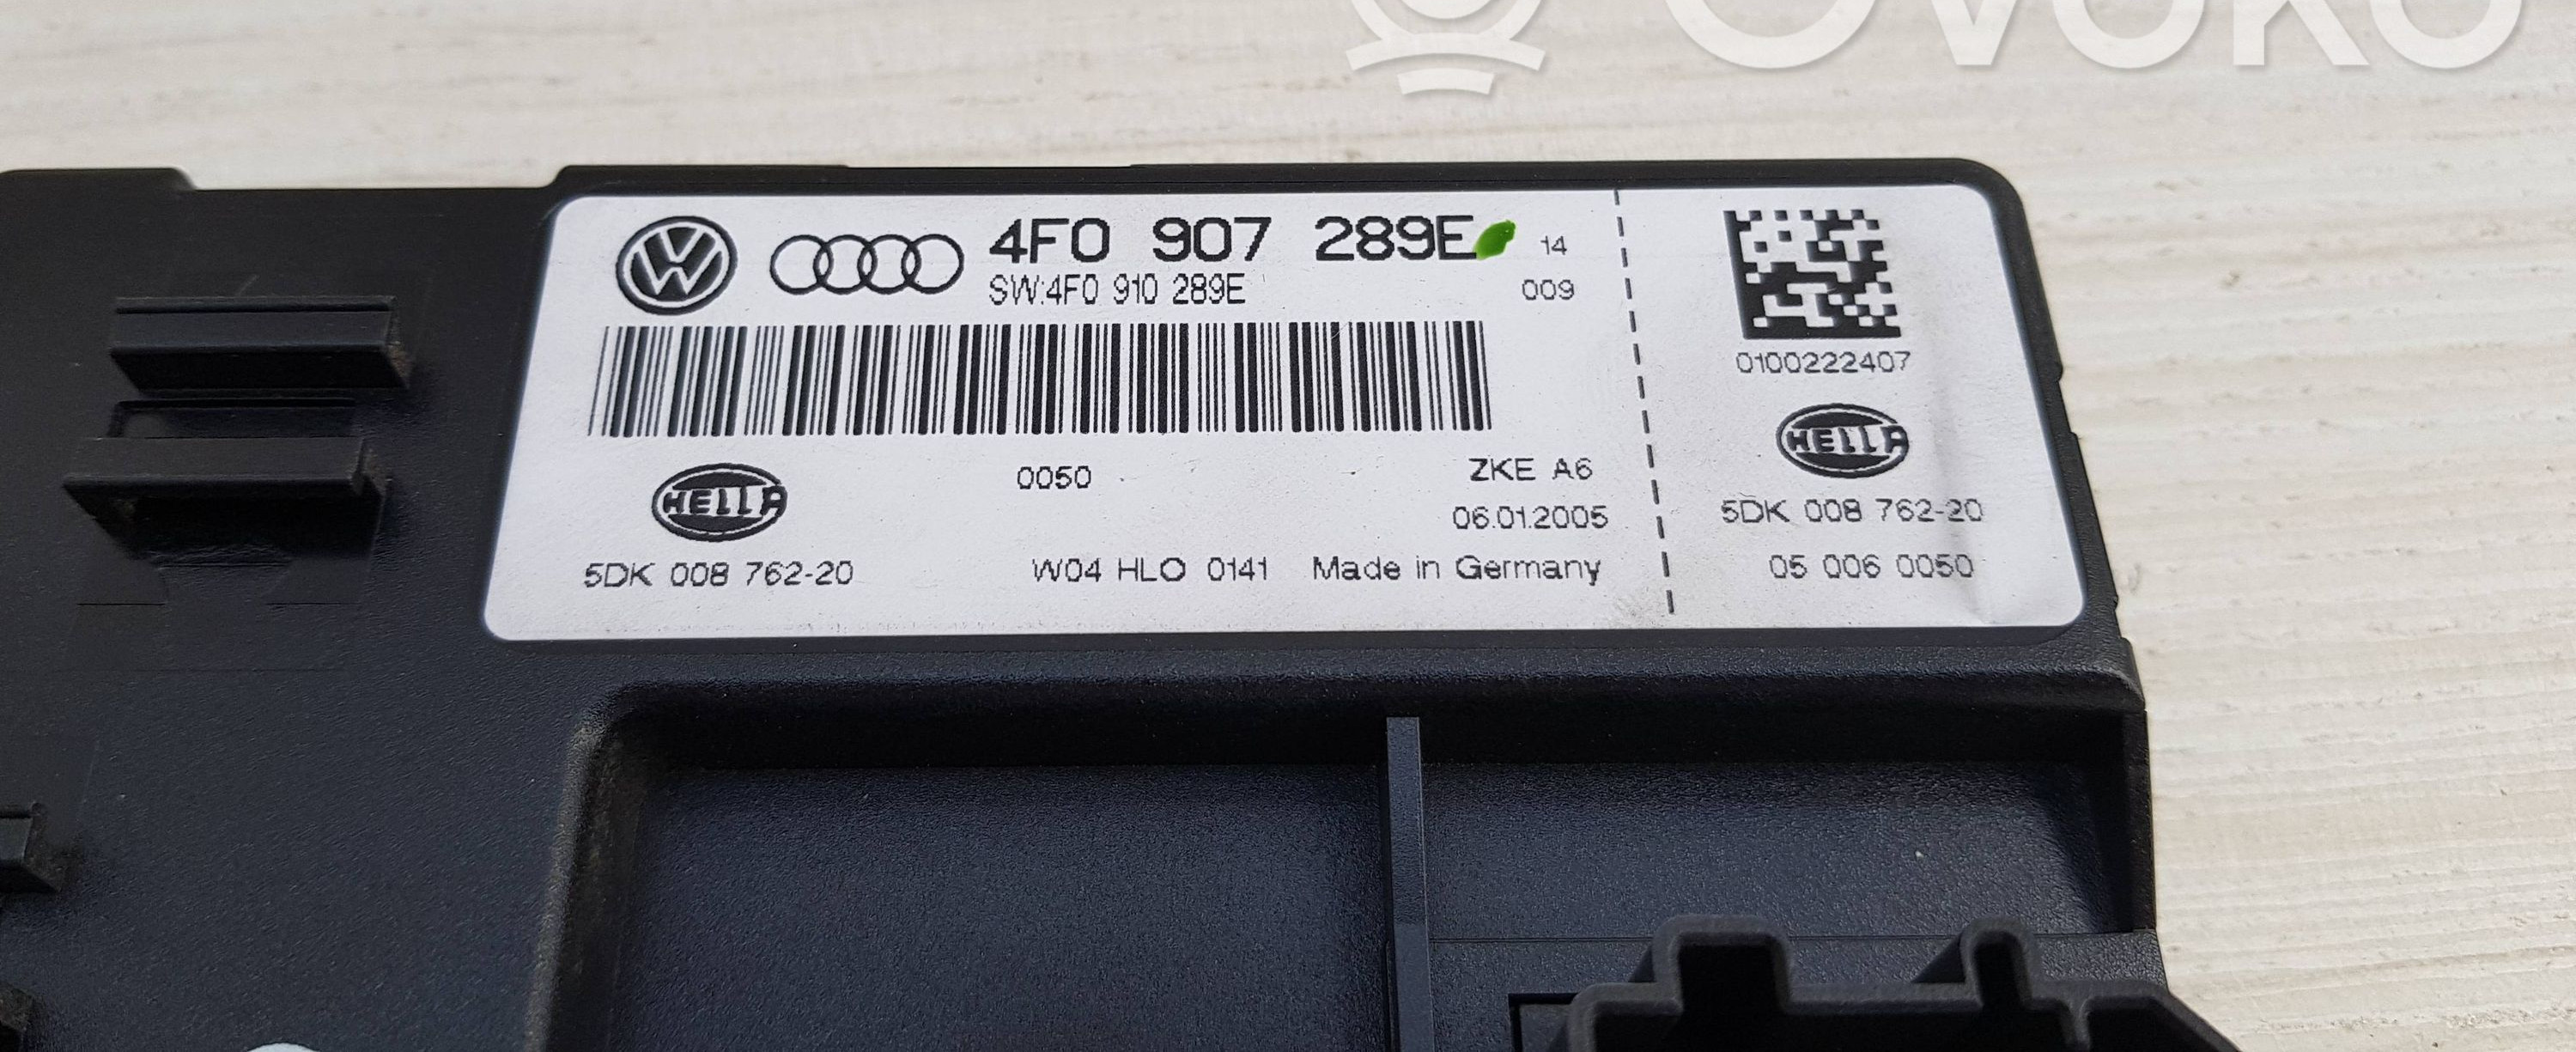 OVOKO
4F0 907 289E 14
SW:4F0 910 289E 009
0100222407
HELLA 0050 ZKE A6
HELLA
06.01.2005
5DK 008 762-20 W04 HLO 0141 Made in Germany
5DK 008 762-20
05 006 0050